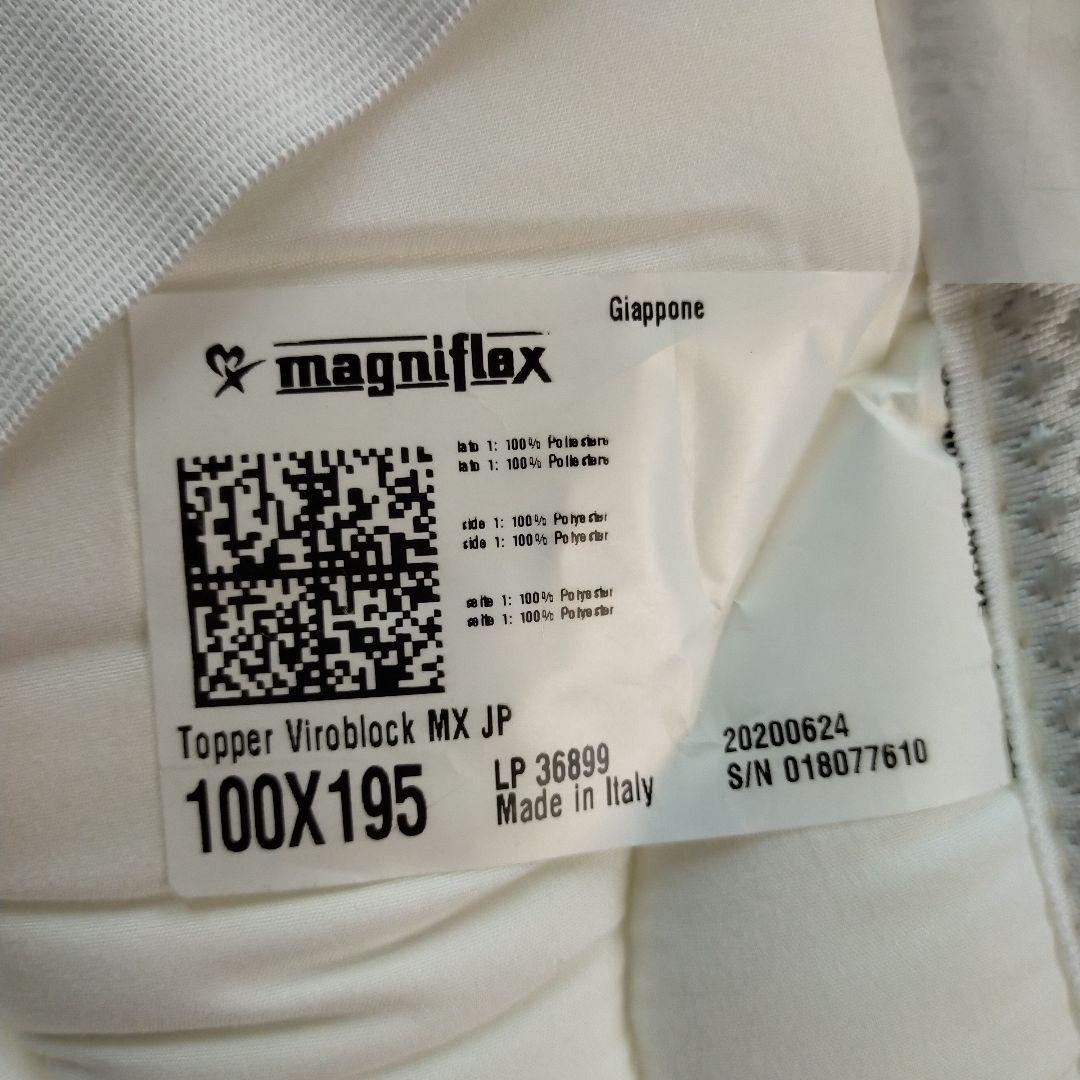 Giappone
magniflex
lato 1: 100% Poliestere
lato 1: 100% Poliestere
side 1: 100% Polyester
side 1: 100% Polyester
seite 1: 100% Polyester
seite 1: 100% Polyester
Topper Viroblock MX JP
100X195
LP 36899
Made in Italy
20200624
S/N 018077610